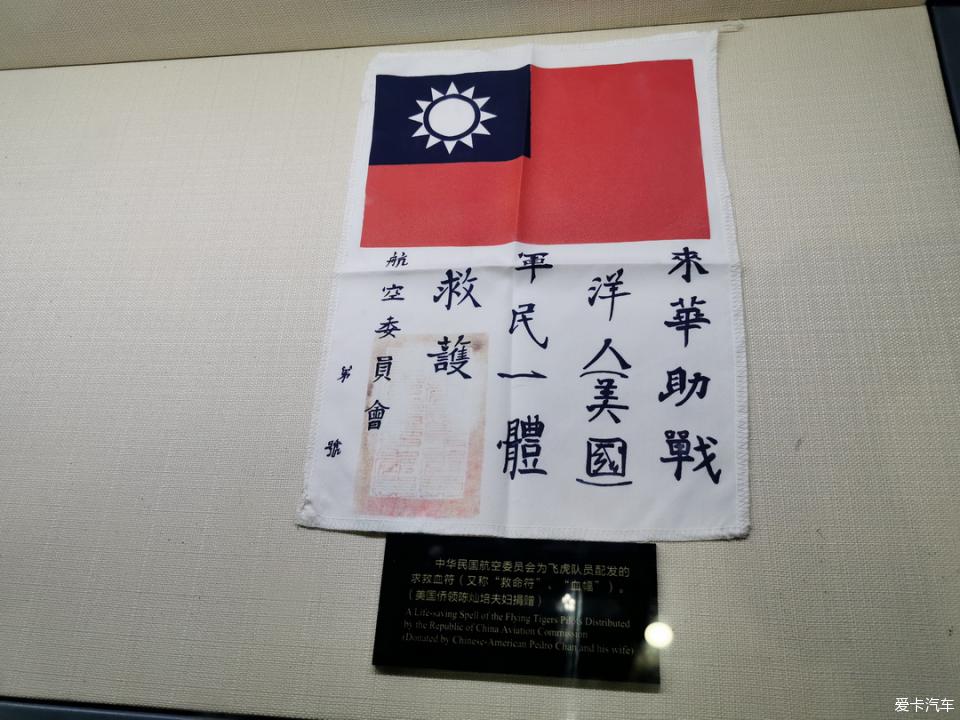 來華助戰
洋人(美國)
軍民一體
救護
航空委員會
第 號
中华民国航空委员会为飞虎队员配发的
求救血符（又称“救命符”、“血幅”）。
（美国侨领陈灿培夫妇捐赠）
A Life-saving Spell of the Flying Tigers Pilots Distributed
by the Republic of China Aviation Commission
(Donated by Chinese-American Pedro Chan and his wife)
爱卡汽车